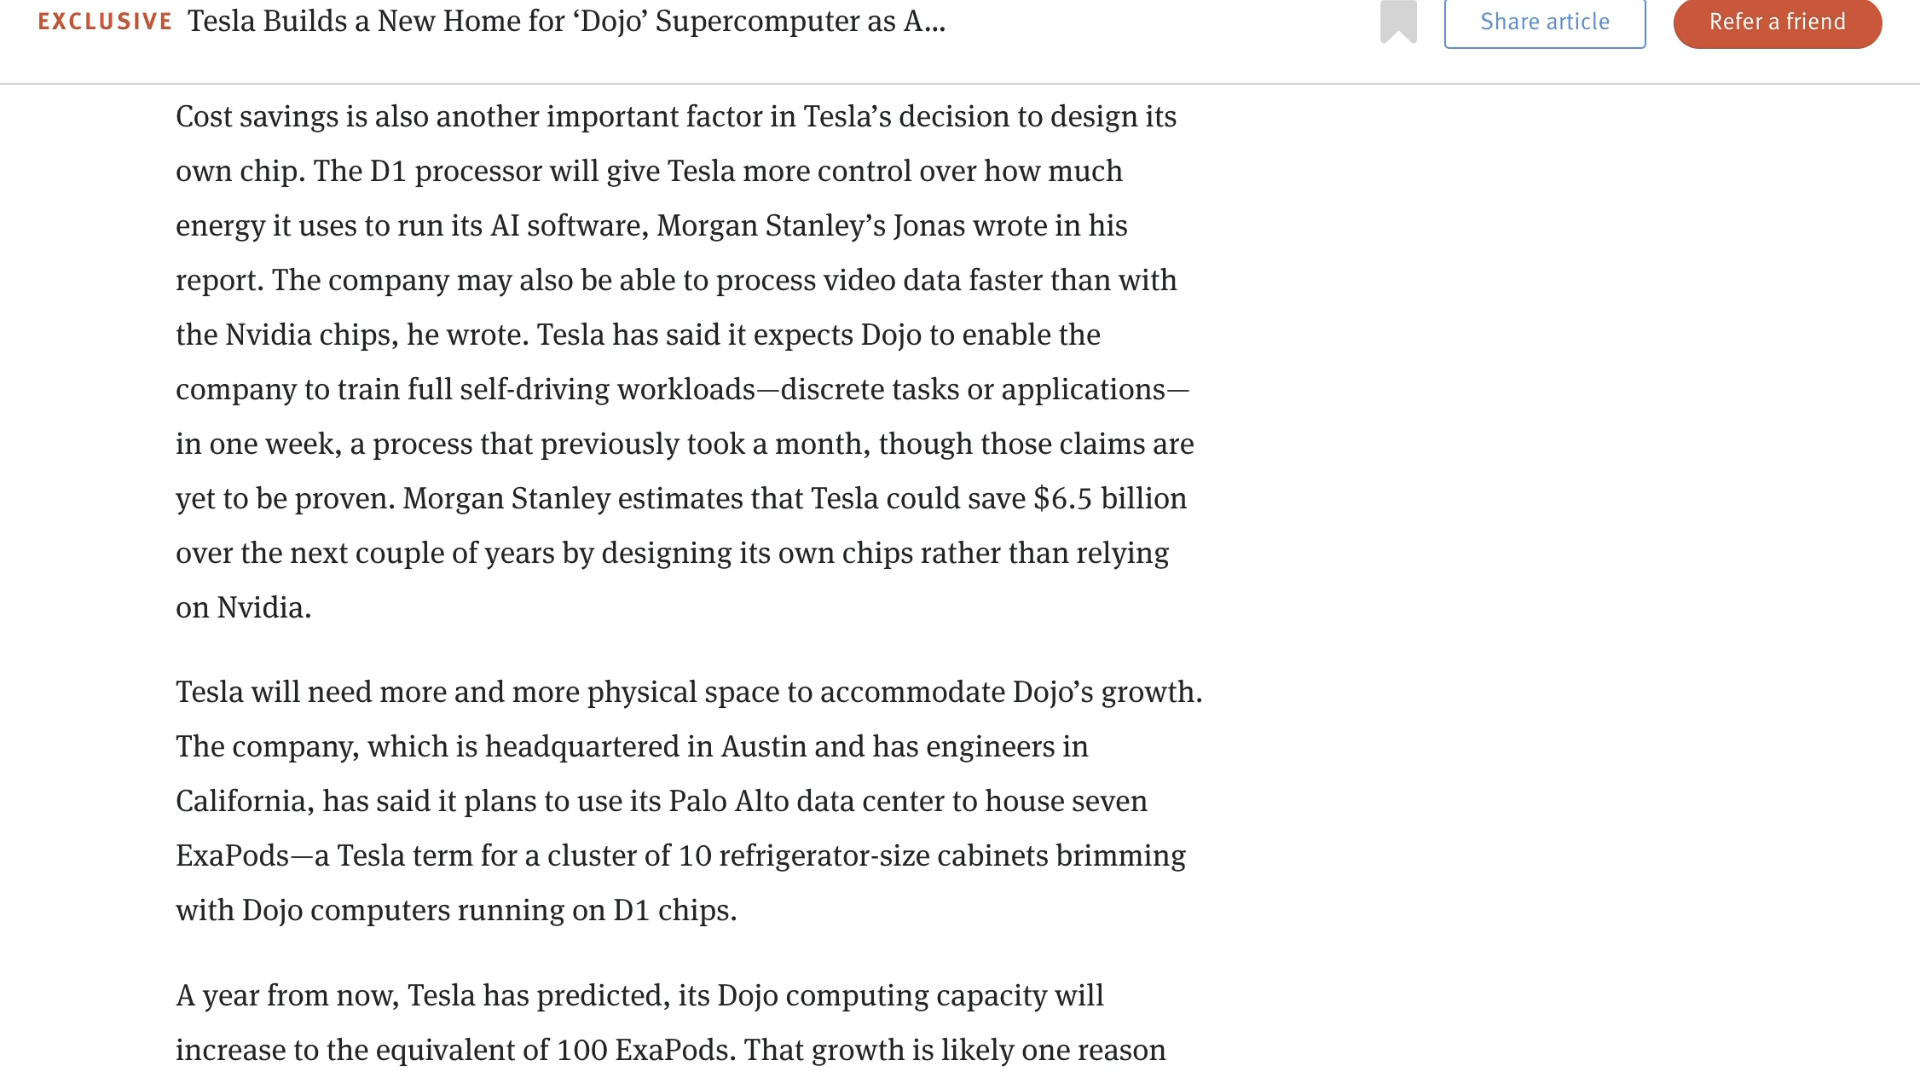 EXCLUSIVE Tesla Builds a New Home for ‘Dojo’ Supercomputer as A...
Share article
Refer a friend
Cost savings is also another important factor in Tesla’s decision to design its
own chip. The D1 processor will give Tesla more control over how much
energy it uses to run its AI software, Morgan Stanley’s Jonas wrote in his
report. The company may also be able to process video data faster than with
the Nvidia chips, he wrote. Tesla has said it expects Dojo to enable the
company to train full self-driving workloads—discrete tasks or applications—
in one week, a process that previously took a month, though those claims are
yet to be proven. Morgan Stanley estimates that Tesla could save $6.5 billion
over the next couple of years by designing its own chips rather than relying
on Nvidia.
Tesla will need more and more physical space to accommodate Dojo’s growth.
The company, which is headquartered in Austin and has engineers in
California, has said it plans to use its Palo Alto data center to house seven
ExaPods—a Tesla term for a cluster of 10 refrigerator-size cabinets brimming
with Dojo computers running on D1 chips.
A year from now, Tesla has predicted, its Dojo computing capacity will
increase to the equivalent of 100 ExaPods. That growth is likely one reason